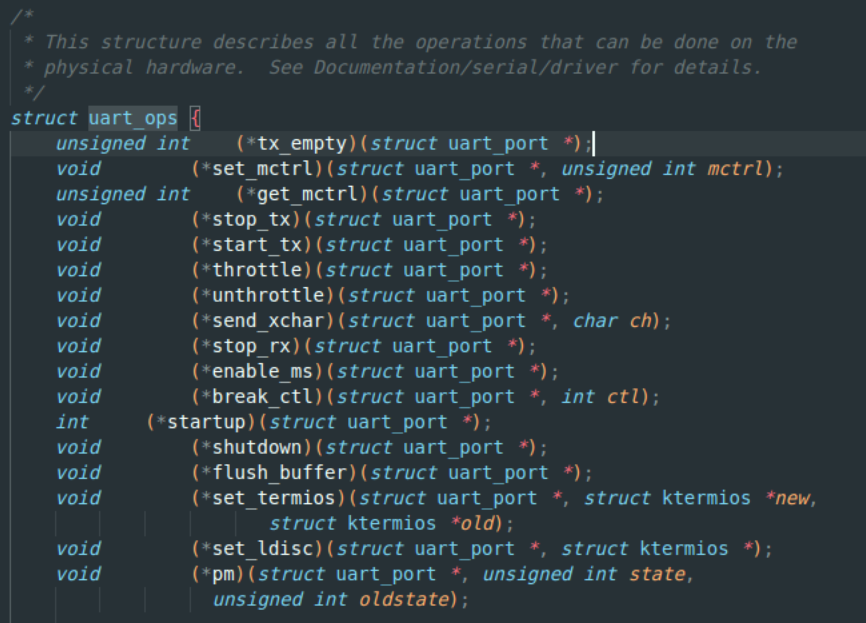 /*
 * This structure describes all the operations that can be done on the
 * physical hardware.  See Documentation/serial/driver for details.
 */
struct uart_ops {
    unsigned int    (*tx_empty)(struct uart_port *);
    void        (*set_mctrl)(struct uart_port *, unsigned int mctrl);
    unsigned int    (*get_mctrl)(struct uart_port *);
    void        (*stop_tx)(struct uart_port *);
    void        (*start_tx)(struct uart_port *);
    void        (*throttle)(struct uart_port *);
    void        (*unthrottle)(struct uart_port *);
    void        (*send_xchar)(struct uart_port *, char ch);
    void        (*stop_rx)(struct uart_port *);
    void        (*enable_ms)(struct uart_port *);
    void        (*break_ctl)(struct uart_port *, int ctl);
    int     (*startup)(struct uart_port *);
    void        (*shutdown)(struct uart_port *);
    void        (*flush_buffer)(struct uart_port *);
    void        (*set_termios)(struct uart_port *, struct ktermios *new,
                       struct ktermios *old);
    void        (*set_ldisc)(struct uart_port *, struct ktermios *);
    void        (*pm)(struct uart_port *, unsigned int state,
                  unsigned int oldstate);